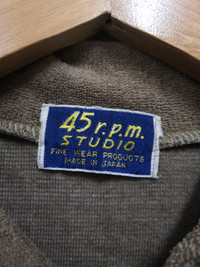 45 r.p.m.
STUDIO
FINE WEAR PRODUCTS
MADE IN JAPAN